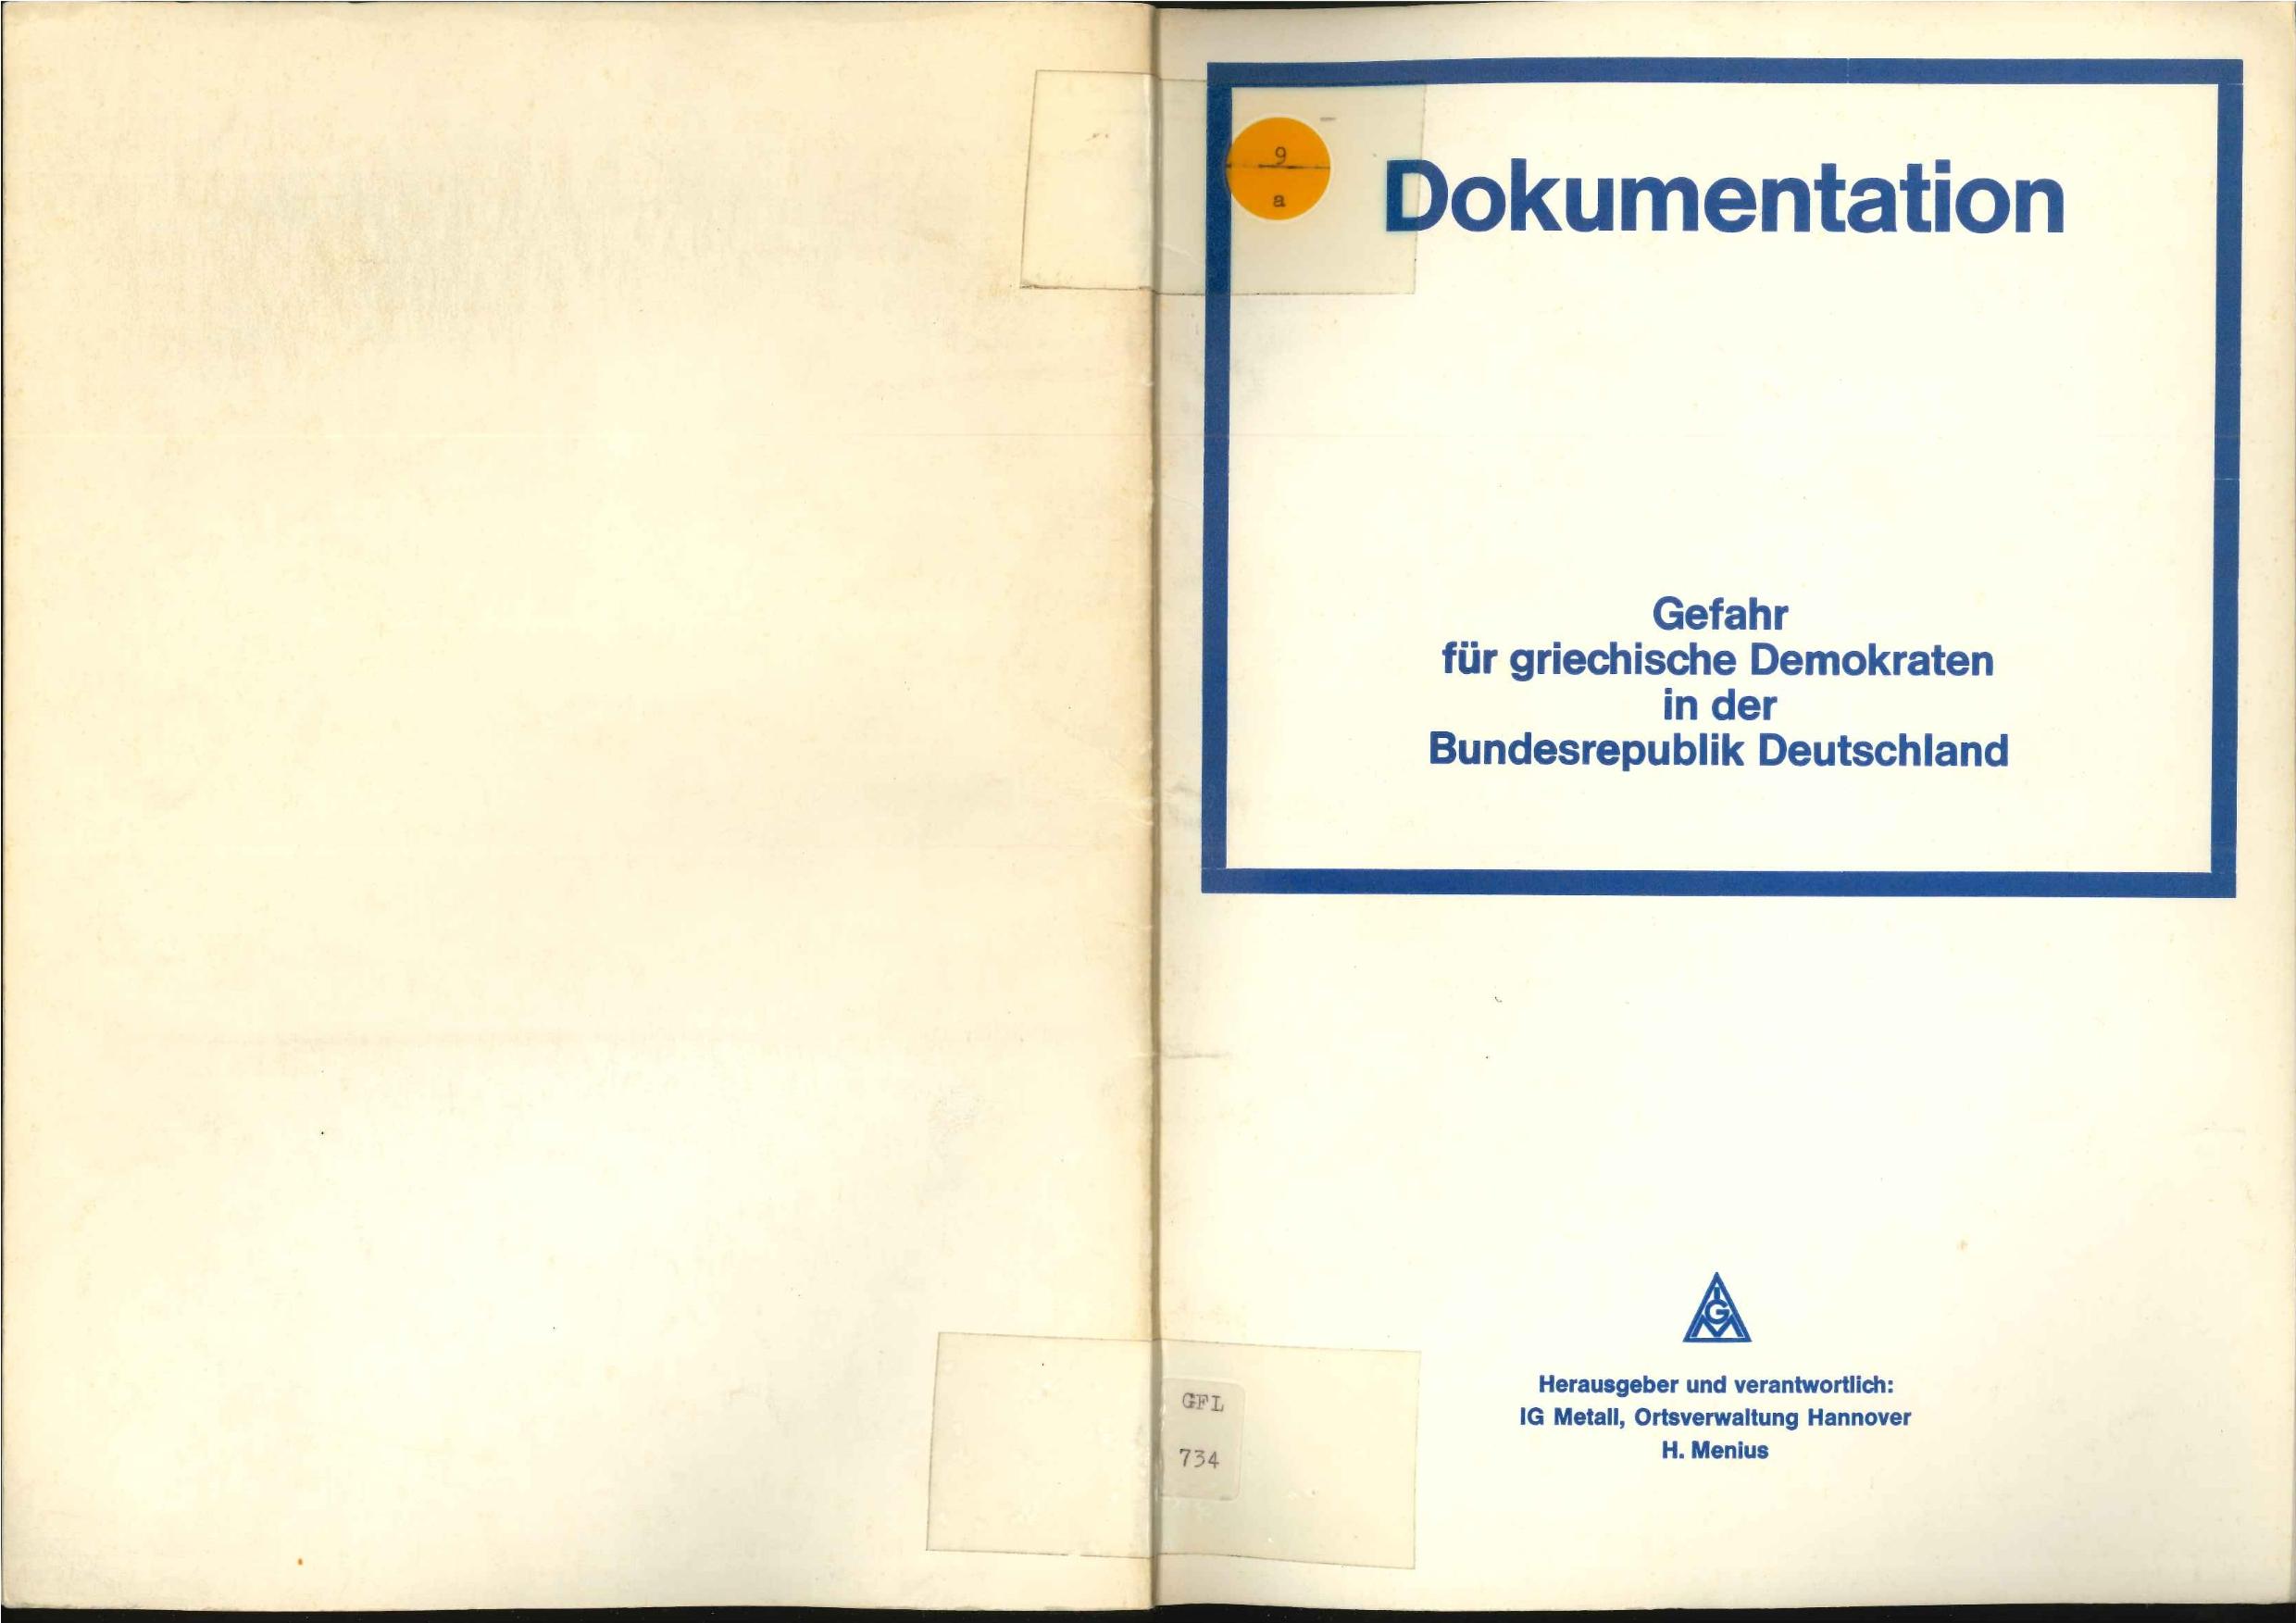 9
a
Dokumentation
Gefahr
für griechische Demokraten
in der
Bundesrepublik Deutschland
IGM
Herausgeber und verantwortlich:
IG Metall, Ortsverwaltung Hannover
H. Menius
GFL
734